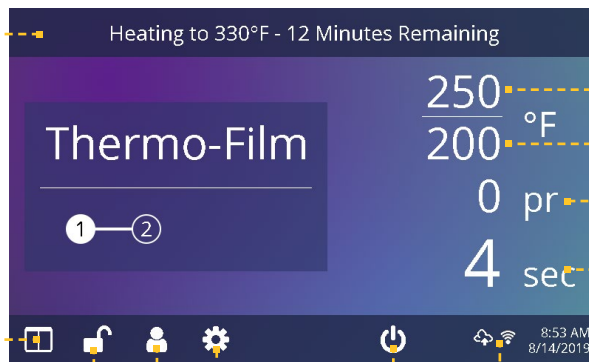 Heating to 330°F - 12 Minutes Remaining
250
200
°F
Thermo-Film
0 pr
1 2
4 sec
8:53 AM
8/14/2019